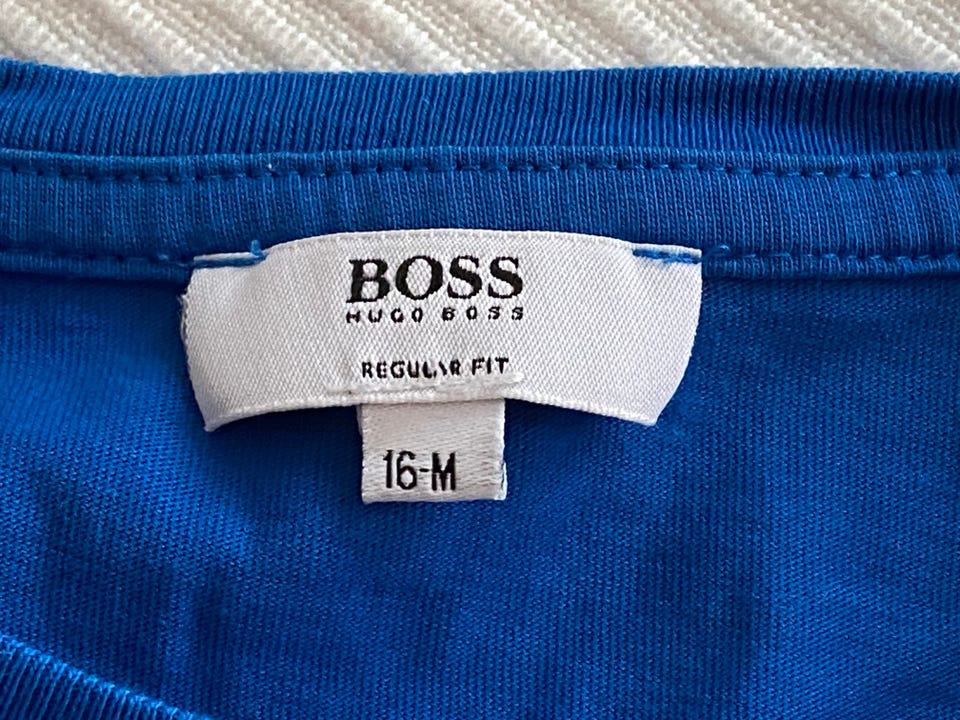 BOSS
HUGO BOSS
REGULAR FIT
16-M